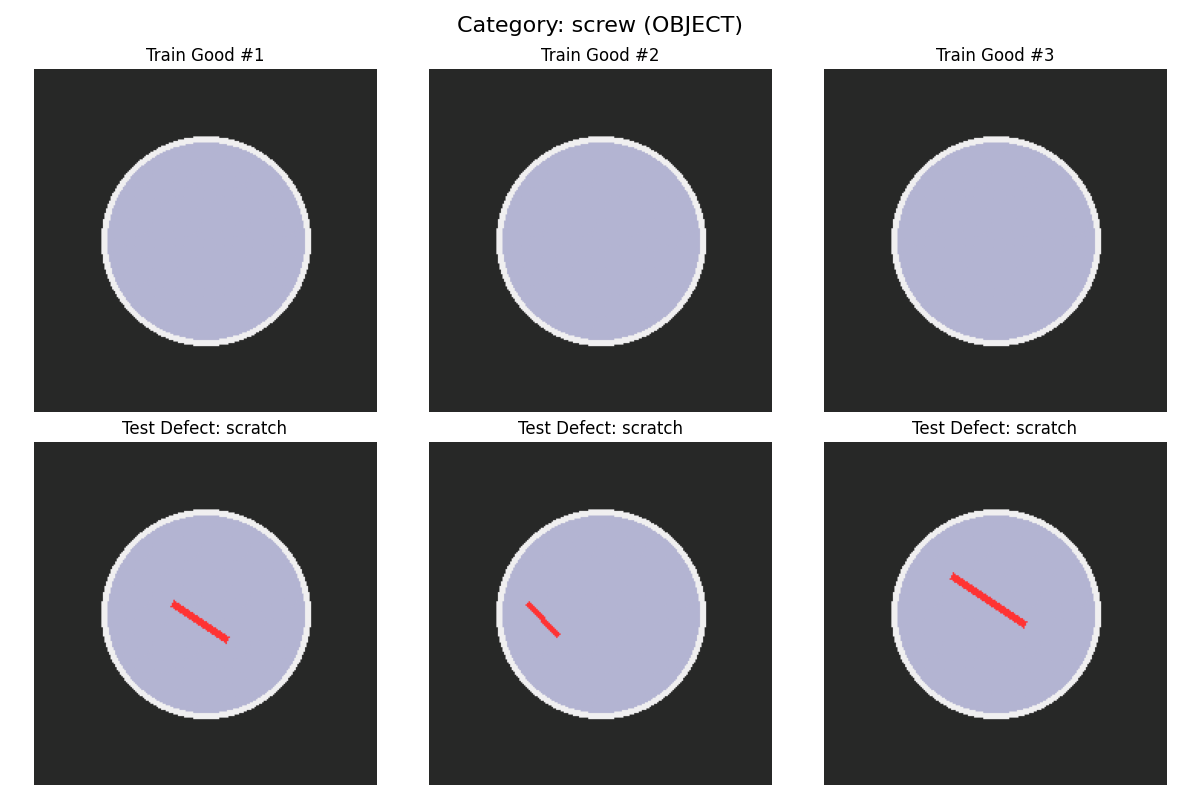 Category: screw (OBJECT)
Train Good #1
Train Good #2
Train Good #3
Test Defect: scratch
Test Defect: scratch
Test Defect: scratch